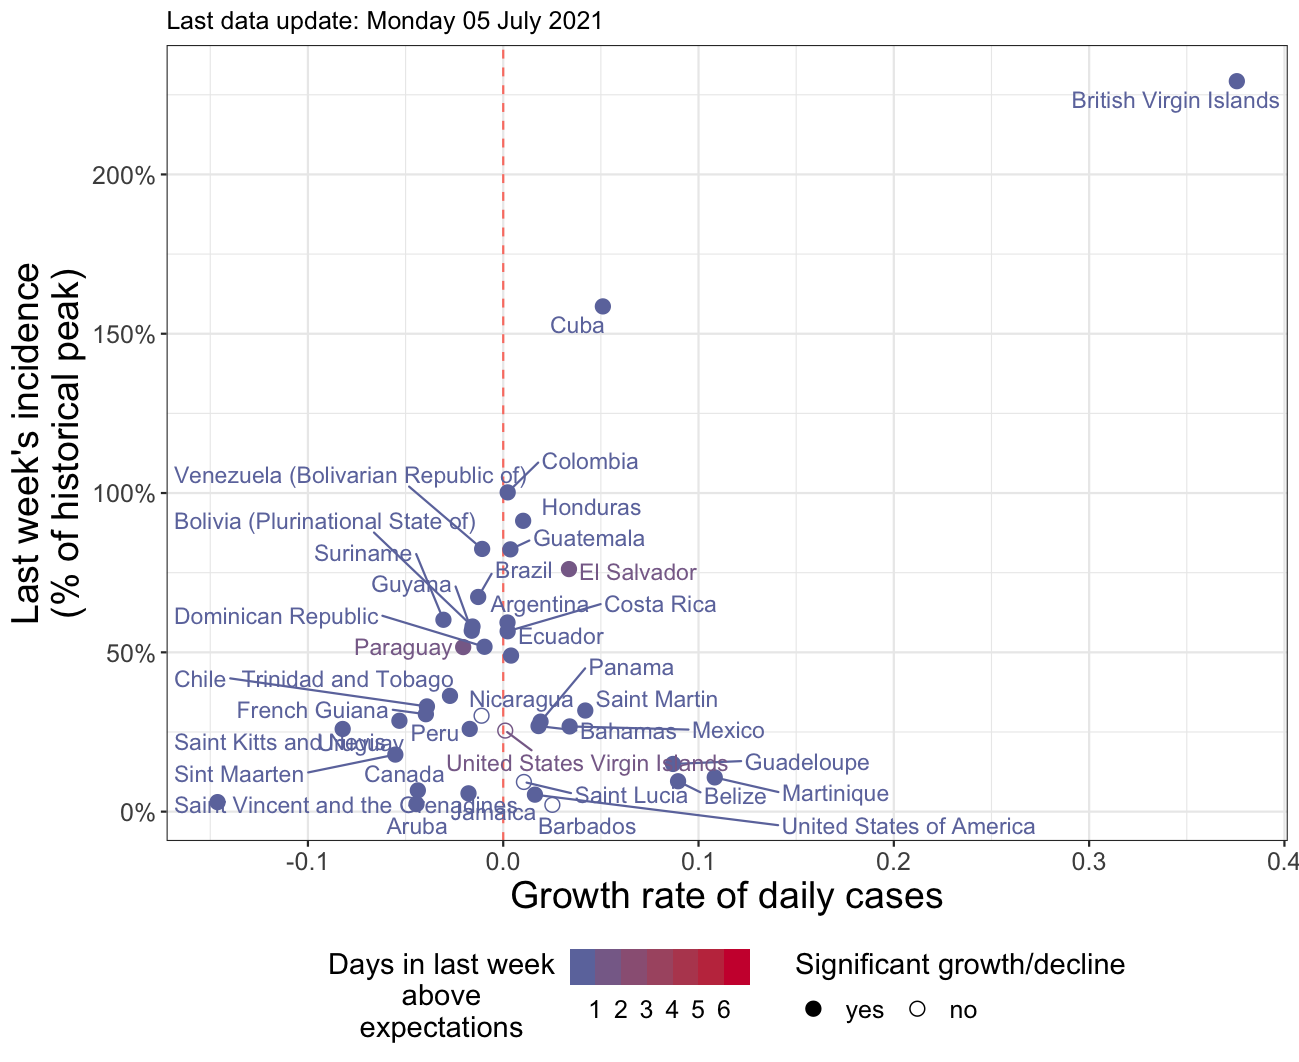 Last data update: Monday 05 July 2021
Last week's incidence
(% of historical peak)
200%
150%
100%
50%
0%
British Virgin Islands
Cuba
Colombia
Venezuela (Bolivarian Republic of)
Honduras
Bolivia (Plurinational State of)
Guatemala
Suriname
Brazil
El Salvador
Guyana
Argentina
Costa Rica
Dominican Republic
Ecuador
Paraguay
Panama
Chile
Trinidad and Tobago
Nicaragua
Saint Martin
French Guiana
Peru
Bahamas
Mexico
Saint Kitts and Nevis
Uruguay
United States Virgin Islands
Guadeloupe
Sint Maarten
Canada
Saint Lucia
Belize
Martinique
Saint Vincent and the Grenadines
Jamaica
Aruba
Barbados
United States of America
-0.1
0.0
0.1
0.2
0.3
0.4
Growth rate of daily cases
Days in last week
above
expectations
1 2 3 4 5 6
Significant growth/decline
yes
no